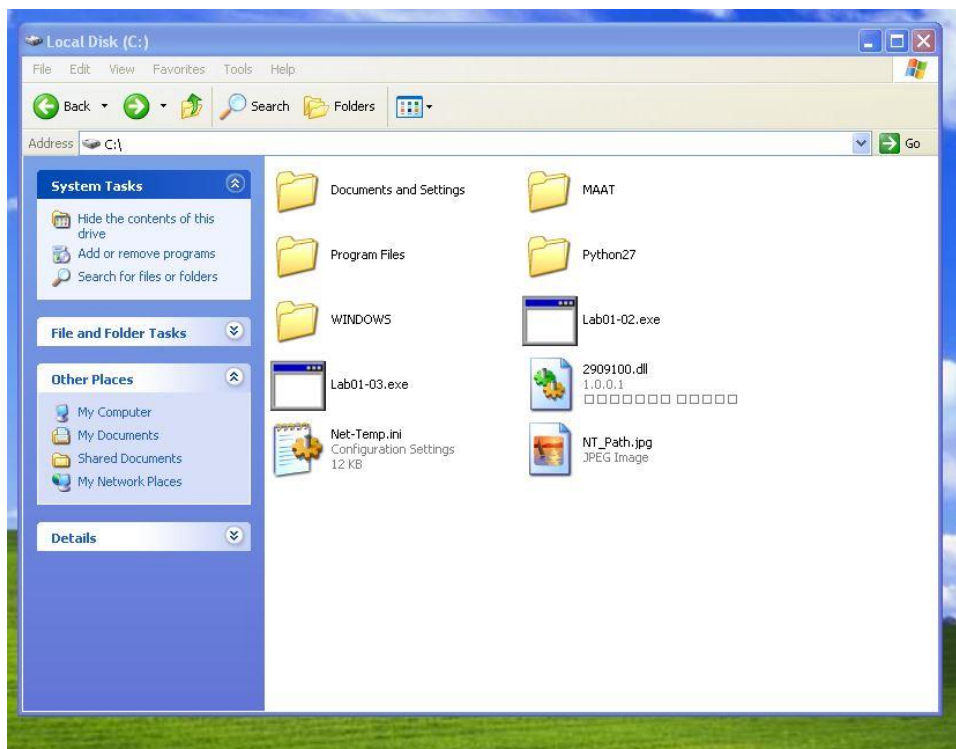 Local Disk (C:)
File Edit View Favorites Tools Help
Back Search Folders
Address C:\ Go
System Tasks
Hide the contents of this
drive
Add or remove programs
Search for files or folders
File and Folder Tasks
Other Places
My Computer
My Documents
Shared Documents
My Network Places
Details
Documents and Settings
MAAT
Program Files
Python27
WINDOWS
Lab01-02.exe
Lab01-03.exe
2909100.dll
1.0.0.1
□□□□□□□ □□□□□
Net-Temp.ini
Configuration Settings
12 KB
NT_Path.jpg
JPEG Image